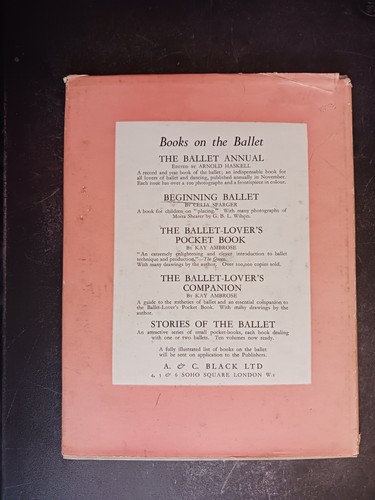 Books on the Ballet
THE BALLET ANNUAL
EDITED BY ARNOLD HASKELL
A record and year book of the ballet; an indispensable book for
all lovers of ballet and dancing, published annually in November.
Each issue has over 100 photographs and a frontispiece in colour.
BEGINNING BALLET
BY CELIA SPARGER
A book for children, on "placing." With many photographs of
Moira Shearer by G. B. L. Wilson.
THE BALLET-LOVER'S
POCKET BOOK
BY KAY AMBROSE
"An extremely enlightening and clever introduction to ballet
technique and production."—The Queen.
With many drawings by the author. Over 100,000 copies sold.
THE BALLET-LOVER'S
COMPANION
BY KAY AMBROSE
A guide to the æsthetics of ballet and an essential companion to
the Ballet-Lover's Pocket Book. With many drawings by the
author.
STORIES OF THE BALLET
An attractive series of small pocket-books, each book dealing
with one or two ballets. Ten volumes now ready
A fully illustrated list of books on the ballet
will be sent on application to the Publishers.
A. & C. BLACK LTD
4, 5 & 6 SOHO SQUARE LONDON W.1